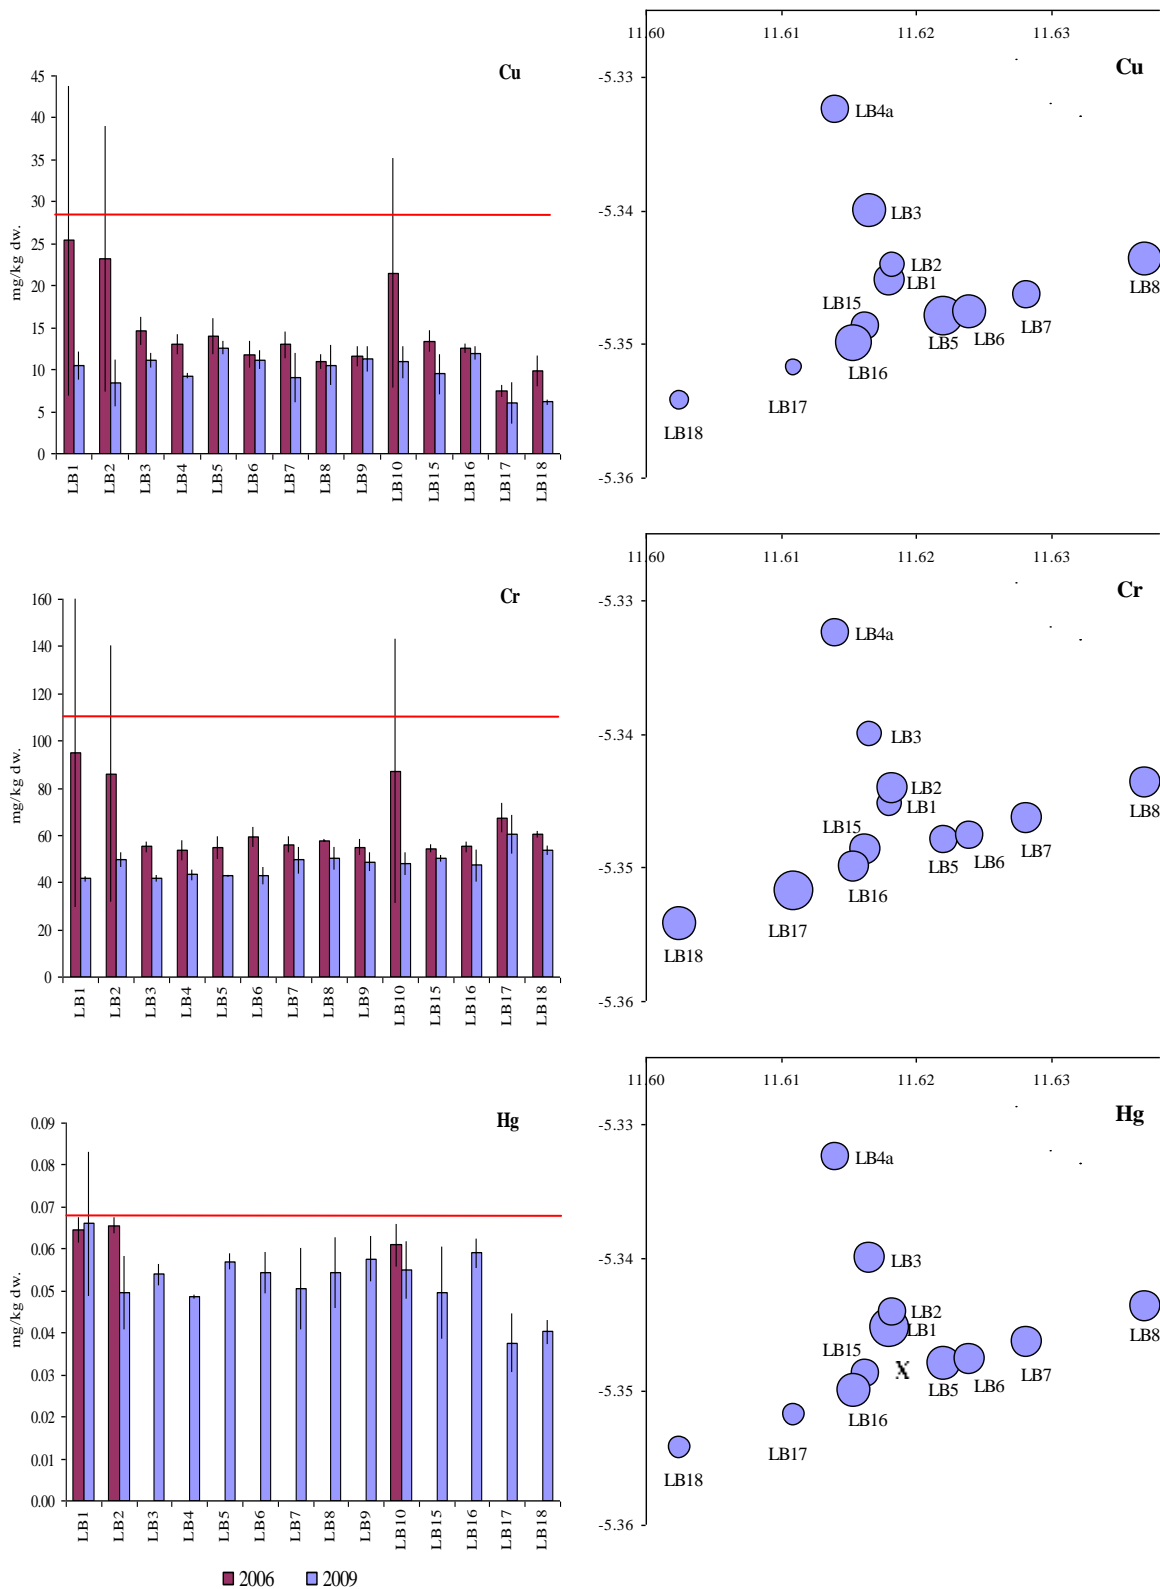 Cu
45
40
35
30
25
20
15
10
5
0
mg/kg dw.
LB1
LB2
LB3
LB4
LB5
LB6
LB7
LB8
LB9
LB10
LB15
LB16
LB17
LB18
11.60
11.61
11.62
11.63
Cu
-5.33
-5.34
-5.35
-5.36
LB4a
LB3
LB2
LB1
LB8
LB15
LB7
LB5
LB6
LB16
LB17
LB18
Cr
160
140
120
100
80
60
40
20
0
mg/kg dw.
LB1
LB2
LB3
LB4
LB5
LB6
LB7
LB8
LB9
LB10
LB15
LB16
LB17
LB18
11.60
11.61
11.62
11.63
Cr
-5.33
-5.34
-5.35
-5.36
LB4a
LB3
LB2
LB8
LB1
LB15
LB5
LB6
LB7
LB16
LB17
LB18
Hg
0.09
0.08
0.07
0.06
0.05
0.04
0.03
0.02
0.01
0.00
mg/kg dw.
LB1
LB2
LB3
LB4
LB5
LB6
LB7
LB8
LB9
LB10
LB15
LB16
LB17
LB18
11.60
11.61
11.62
11.63
Hg
-5.33
-5.34
-5.35
-5.36
LB4a
LB3
LB2
LB1
LB8
LB15
X
LB7
LB5
LB6
LB16
LB17
LB18
2006 2009